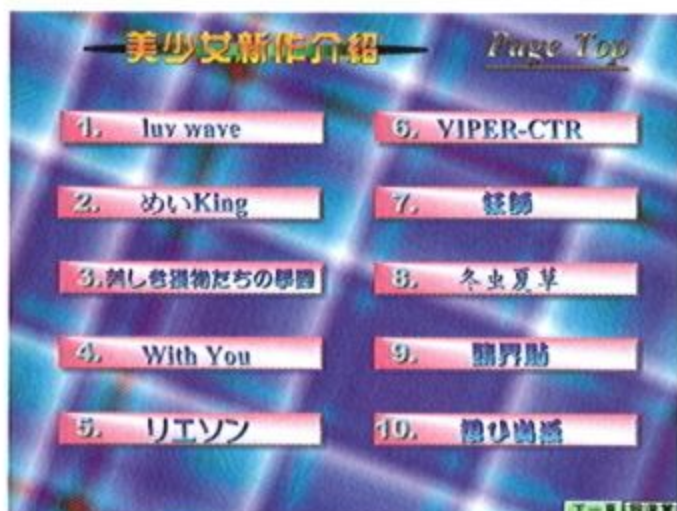 美少女新作介紹
Page Top
1. luv wave
2. めいKing
3. 美しき獲物たちの學園
4. With You
5. リエソン
6. VIPER-CTR
7.
8. 冬虫夏草
9.
10.